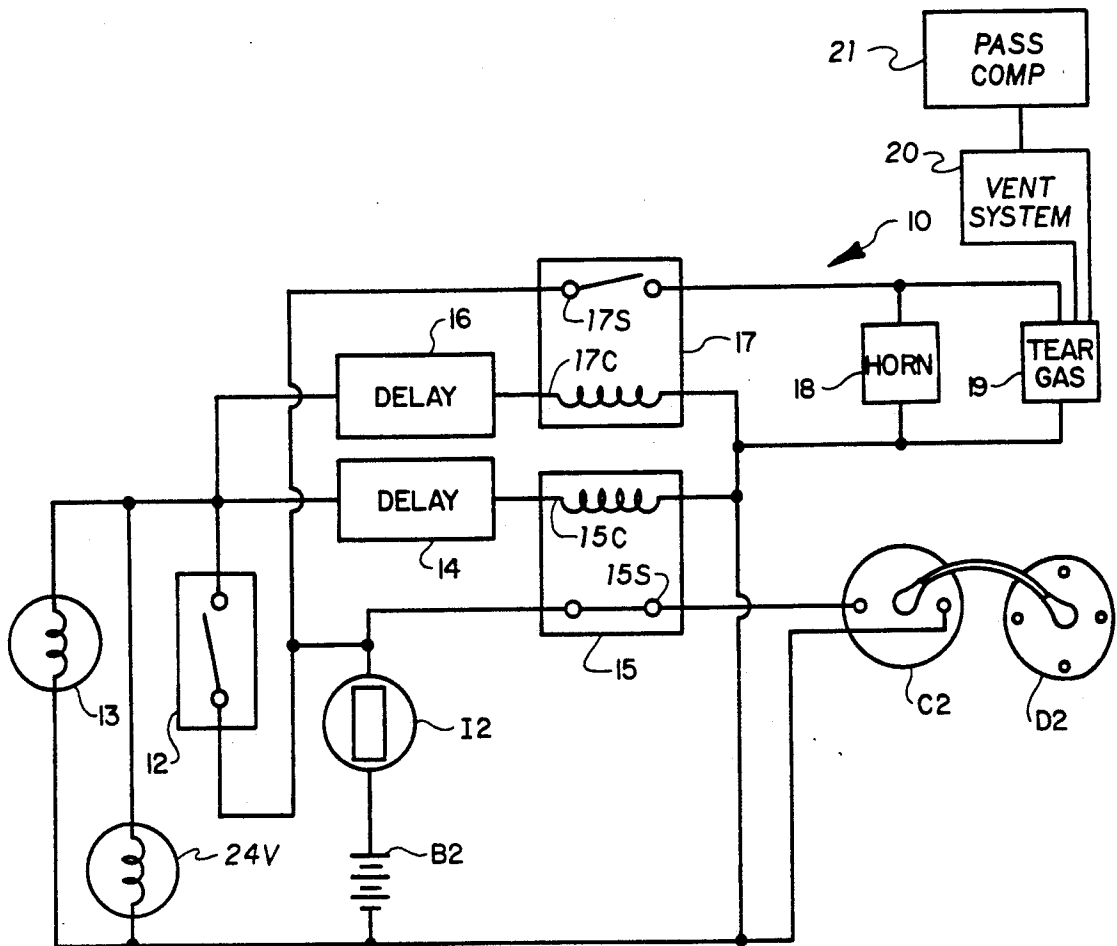 21
PASS
COMP
20
VENT
SYSTEM
10
16
17S
17
DELAY
17C
HORN
18
TEAR
GAS
19
DELAY
14
15C
15S
15
13
12
I2
C2
D2
24V
B2